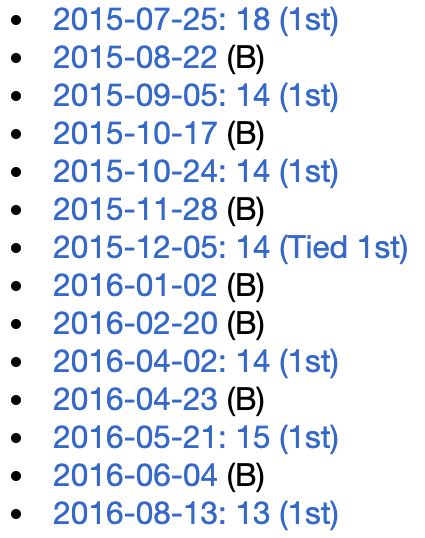 2015-07-25: 18 (1st)
2015-08-22 (B)
2015-09-05: 14 (1st)
2015-10-17 (B)
2015-10-24: 14 (1st)
2015-11-28 (B)
2015-12-05: 14 (Tied 1st)
2016-01-02 (B)
2016-02-20 (B)
2016-04-02: 14 (1st)
2016-04-23 (B)
2016-05-21: 15 (1st)
2016-06-04 (B)
2016-08-13: 13 (1st)